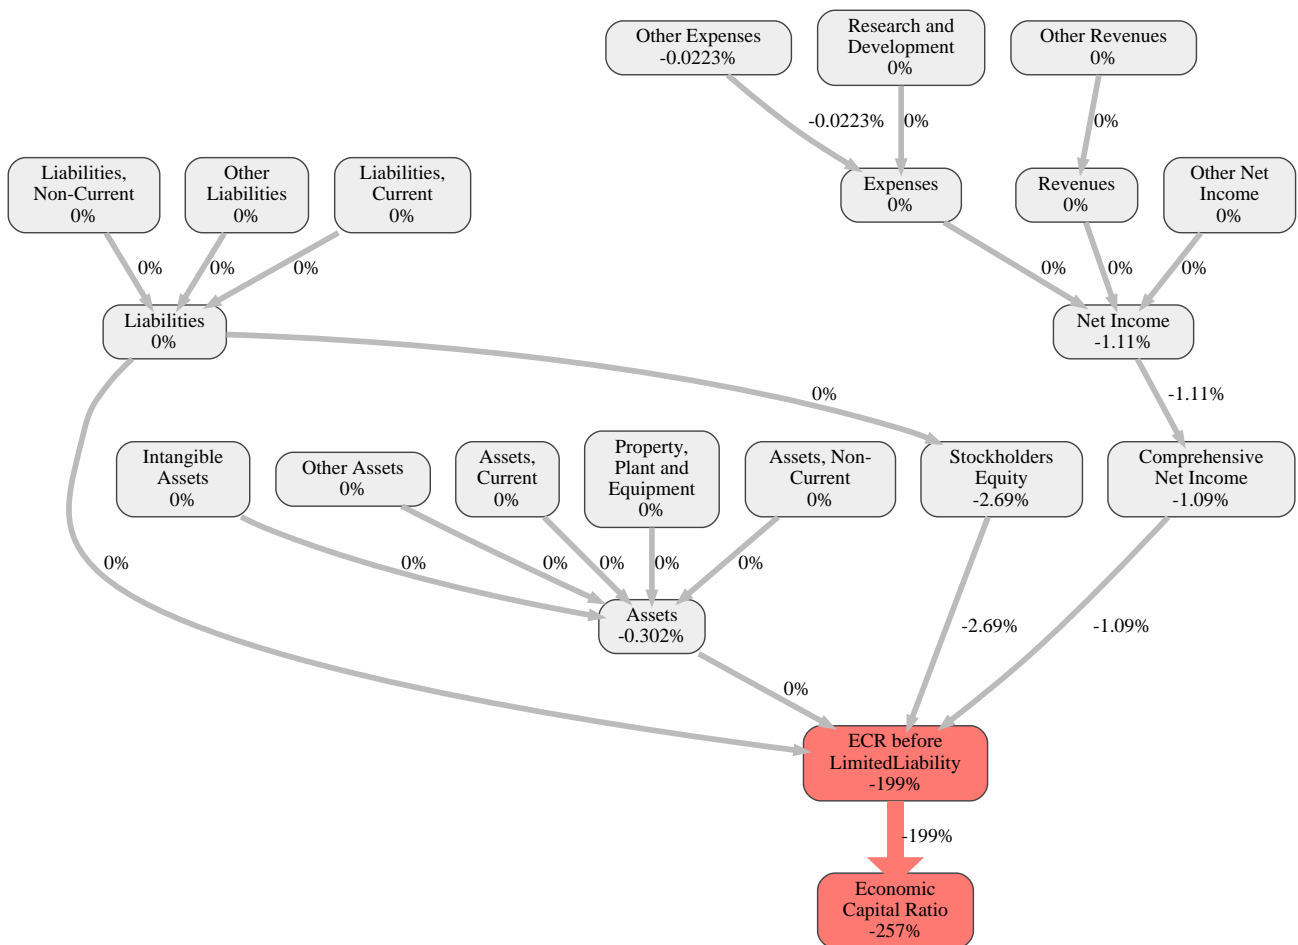 Other Expenses
-0.0223%
Research and
Development
0%
Other Revenues
0%
-0.0223%
0%
0%
Liabilities,
Non-Current
0%
Other
Liabilities
0%
Liabilities,
Current
0%
Expenses
0%
Revenues
0%
Other Net
Income
0%
0%
0%
0%
0%
0%
0%
Liabilities
0%
Net Income
-1.11%
0%
-1.11%
Intangible
Assets
0%
Other Assets
0%
Assets,
Current
0%
Property,
Plant and
Equipment
0%
Assets, Non-
Current
0%
Stockholders
Equity
-2.69%
Comprehensive
Net Income
-1.09%
0%
0%
0%
0%
0%
0%
Assets
-0.302%
-2.69%
-1.09%
0%
ECR before
LimitedLiability
-199%
-199%
Economic
Capital Ratio
-257%